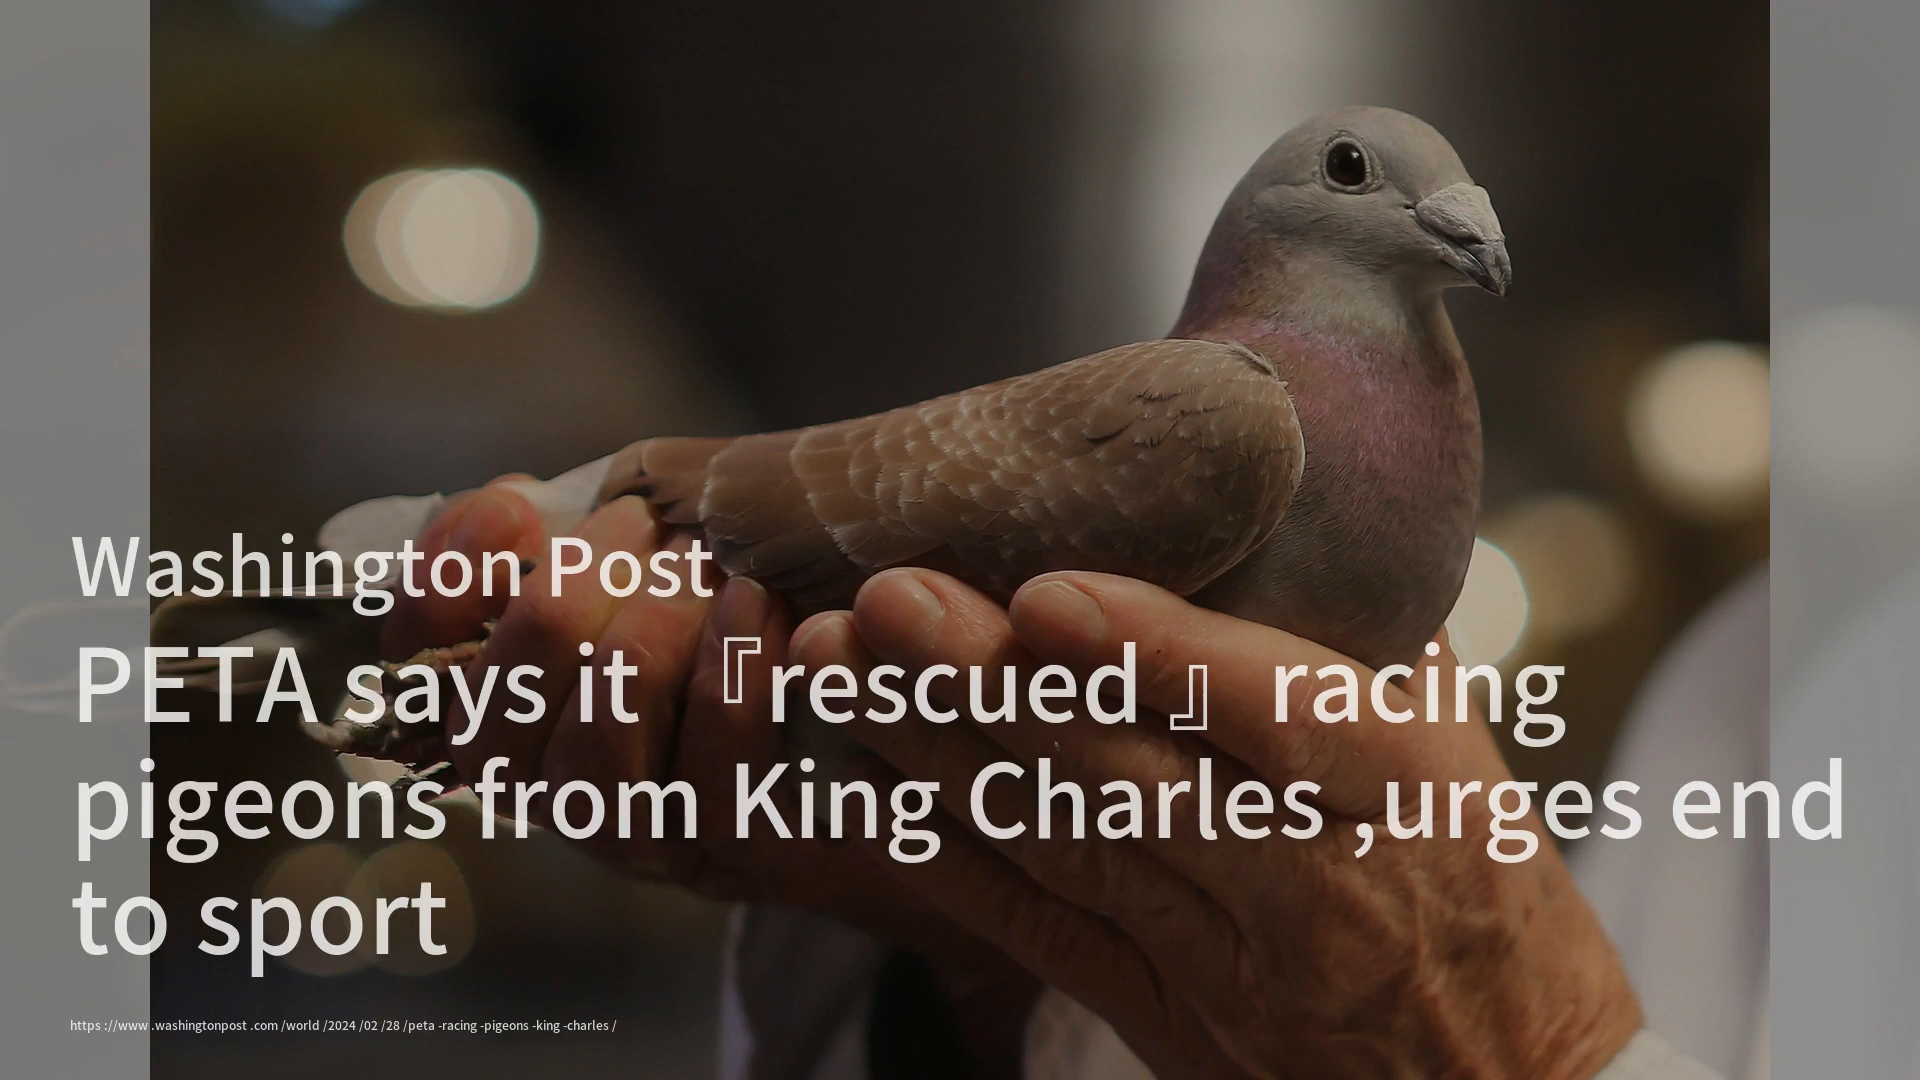 Washington Post
PETA says it 『rescued 』 racing
pigeons from King Charles ,urges end
to sport
https ://www .washingtonpost .com /world /2024 /02 /28 /peta -racing -pigeons -king -charles /